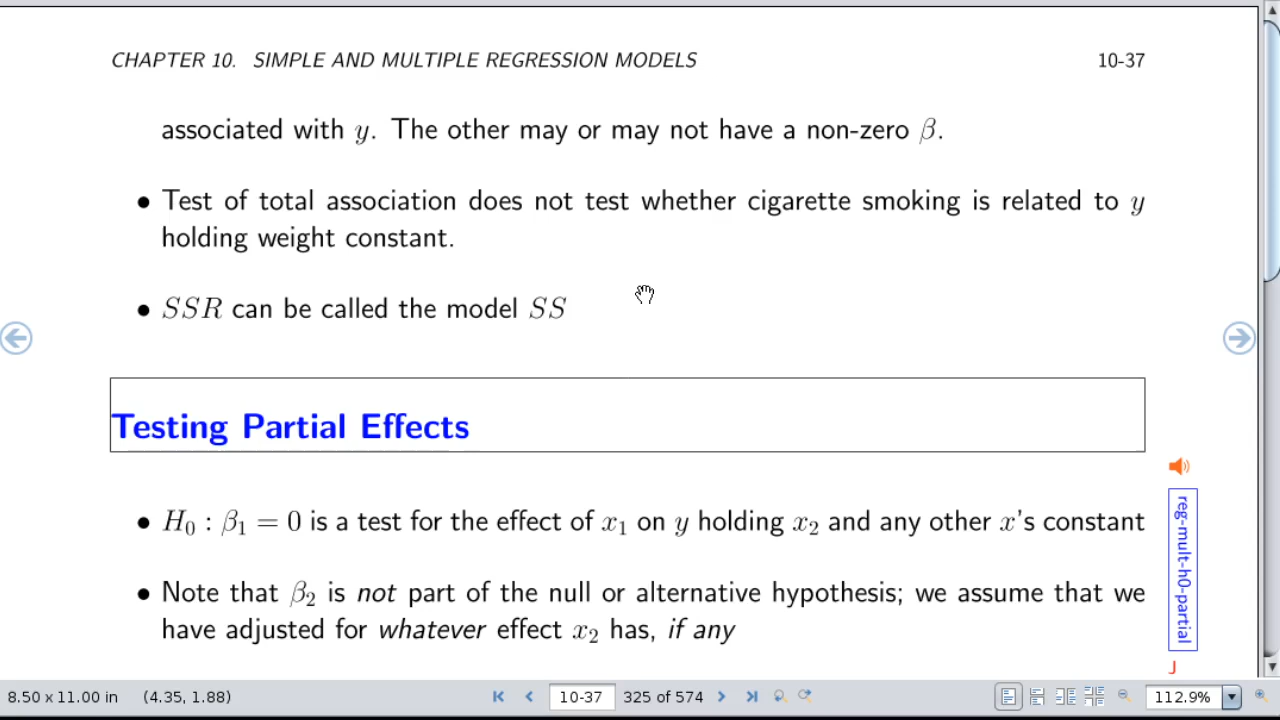 CHAPTER 10. SIMPLE AND MULTIPLE REGRESSION MODELS 10-37
associated with y. The other may or may not have a non-zero β.
• Test of total association does not test whether cigarette smoking is related to y
holding weight constant.
• SSR can be called the model SS
Testing Partial Effects
• H₀ : β₁ = 0 is a test for the effect of x₁ on y holding x₂ and any other x's constant
• Note that β₂ is not part of the null or alternative hypothesis; we assume that we
have adjusted for whatever effect x₂ has, if any
reg-mult-h0-partial
J
8.50 x 11.00 in (4.35, 1.88) 10-37 325 of 574 112.9%